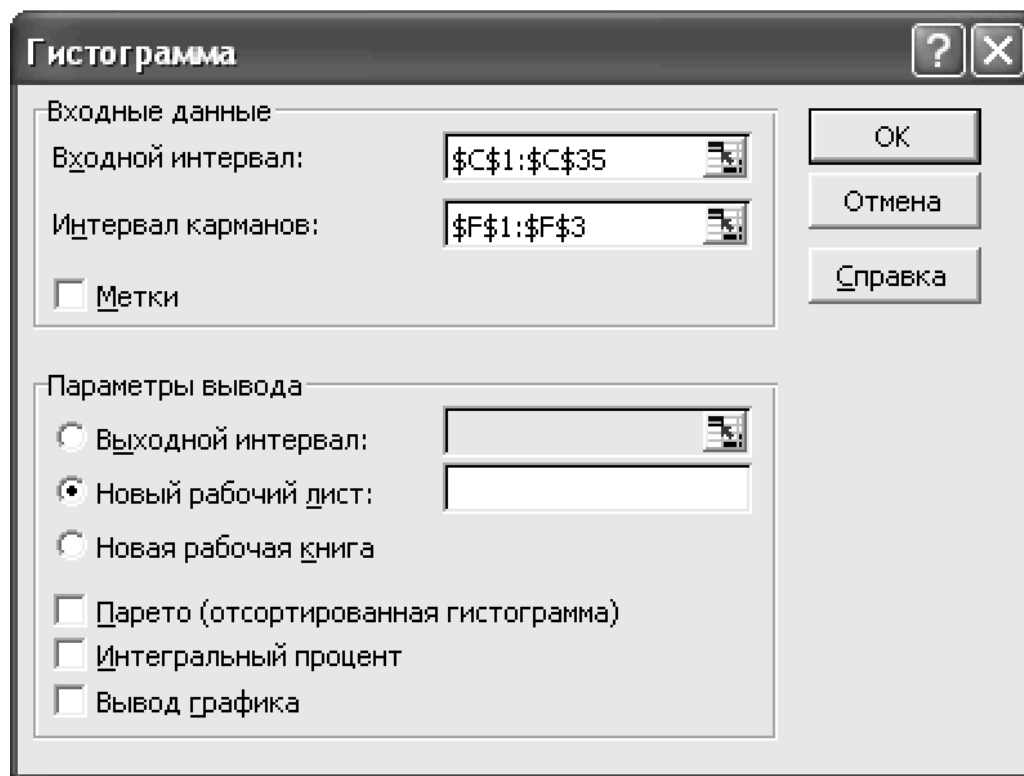 Гистограмма
Входные данные
Входной интервал:
$C$1:$C$35
Интервал карманов:
$F$1:$F$3
Метки
OK
Отмена
Справка
Параметры вывода
Выходной интервал:
Новый рабочий лист:
Новая рабочая книга
Парето (отсортированная гистограмма)
Интегральный процент
Вывод графика